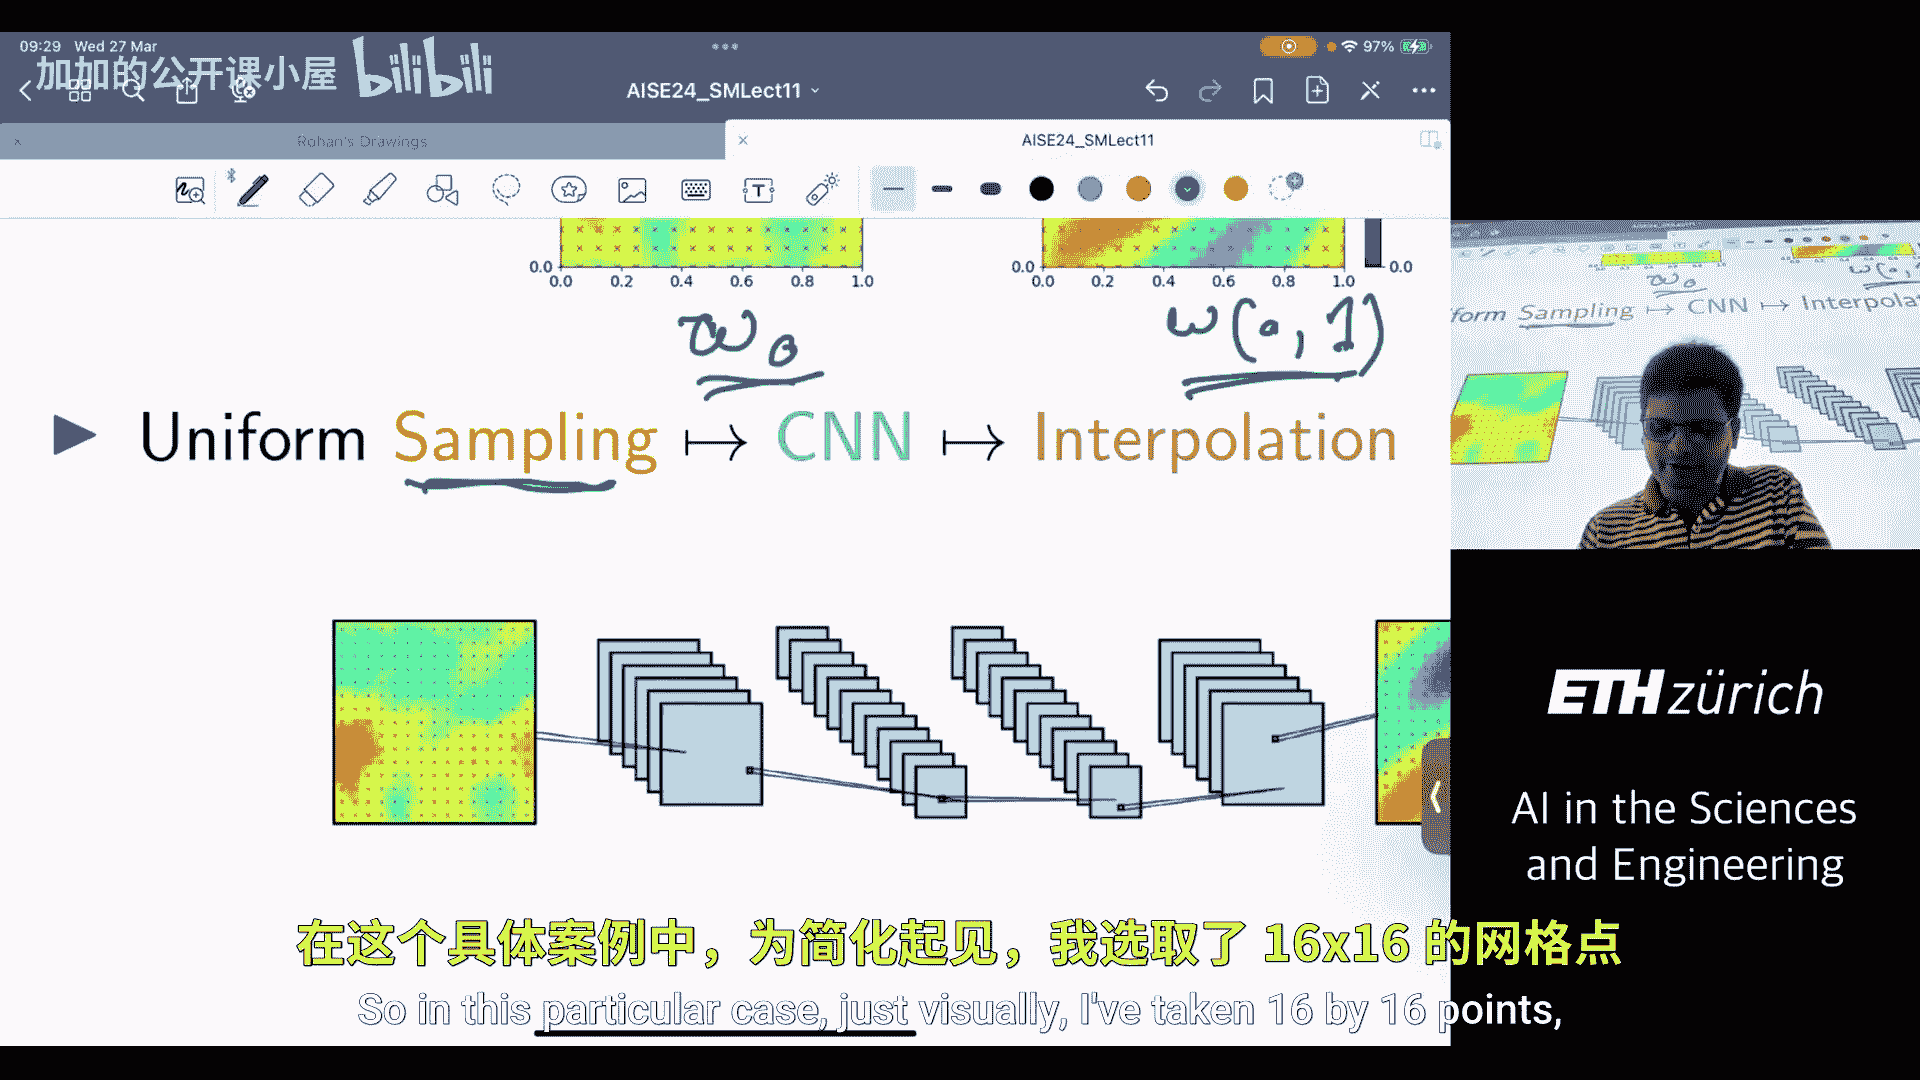 09:29 Wed 27 Mar
97%
加加的公开课小屋 bilibili
AISE24_SMLect11
Rohan's Drawings
AISE24_SMLect11
0.0
0.0 0.2 0.4 0.6 0.8 1.0
0.0
0.0 0.2 0.4 0.6 0.8 1.0
0.0
w(·, 1)
Uniform Sampling ↦ CNN ↦ Interpolation
form Sampling ↦ CNN ↦ Interpola
ETH zürich
AI in the Sciences
and Engineering
在这个具体案例中，为简化起见，我选取了 16x16 的网格点
So in this particular case, just visually, I've taken 16 by 16 points,